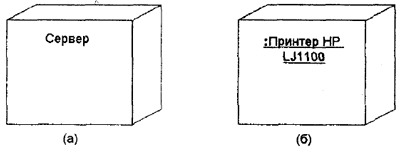 Сервер
:Принтер HP
LJ1100
(а)
(б)